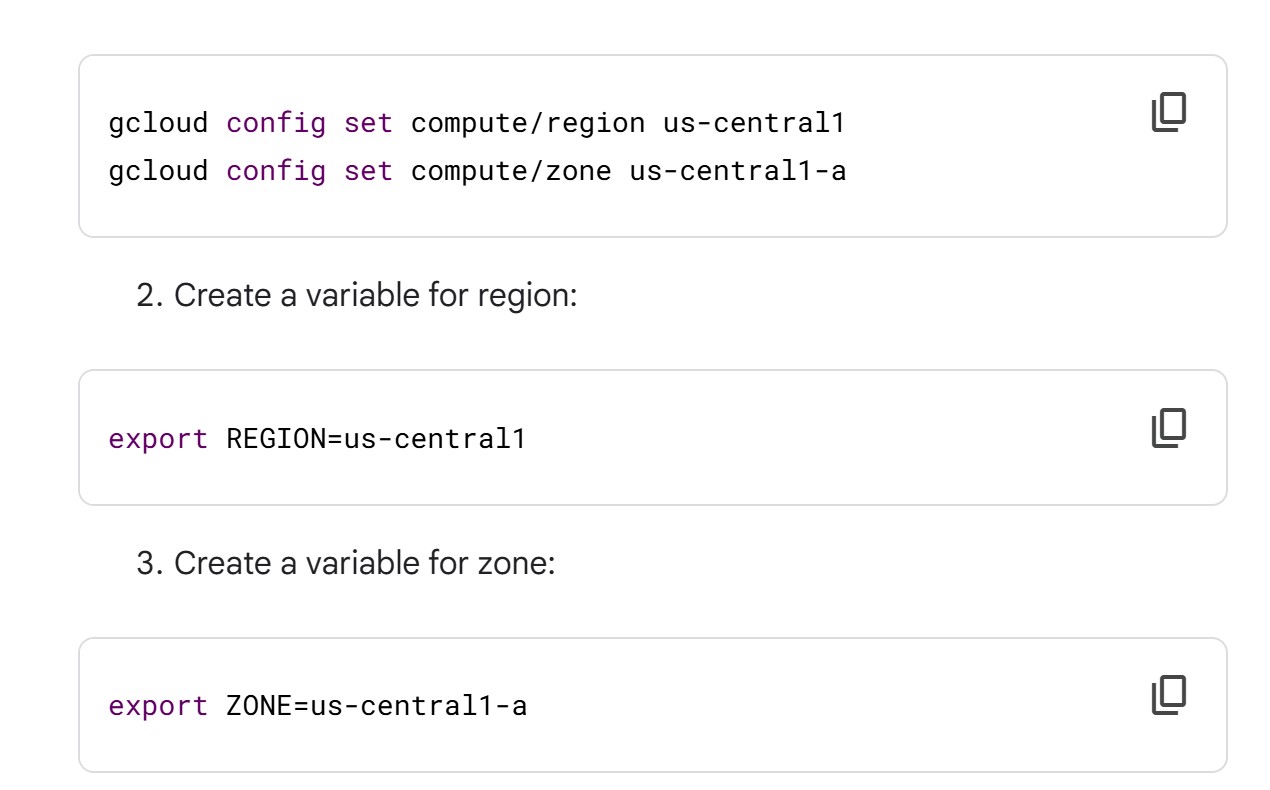 gcloud config set compute/region us-central1
gcloud config set compute/zone us-central1-a
2. Create a variable for region:
export REGION=us-central1
3. Create a variable for zone:
export ZONE=us-central1-a